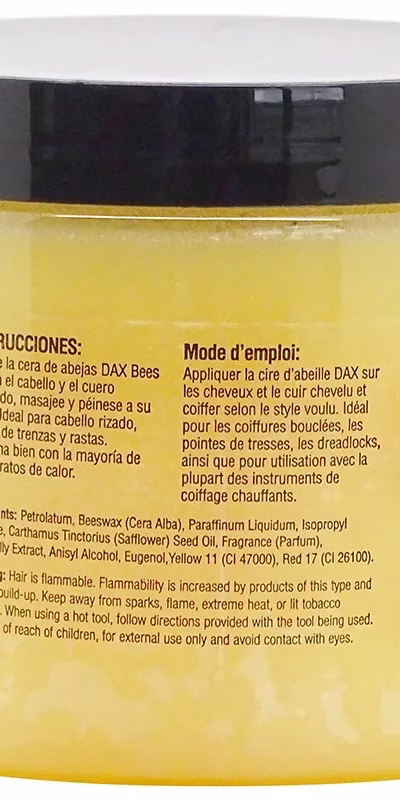 RUCCIONES:
e la cera de abejas DAX Bees
el cabello y el cuero
do, masajee y péinese a su
Ideal para cabello rizado,
de trenzas y rastas.
na bien con la mayoría de
ratos de calor.
Mode d'emploi:
Appliquer la cire d'abeille DAX sur
les cheveux et le cuir chevelu et
coiffer selon le style voulu. Idéal
pour les coiffures bouclées, les
pointes de tresses, les dreadlocks,
ainsi que pour utilisation avec la
plupart des instruments de
coiffage chauffants.
nts: Petrolatum, Beeswax (Cera Alba), Paraffinum Liquidum, Isopropyl
e, Carthamus Tinctorius (Safflower) Seed Oil, Fragrance (Parfum),
lly Extract, Anisyl Alcohol, Eugenol,Yellow 11 (CI 47000), Red 17 (CI 26100).
g: Hair is flammable. Flammability is increased by products of this type and
build-up. Keep away from sparks, flame, extreme heat, or lit tobacco
. When using a hot tool, follow directions provided with the tool being used.
of reach of children, for external use only and avoid contact with eyes.